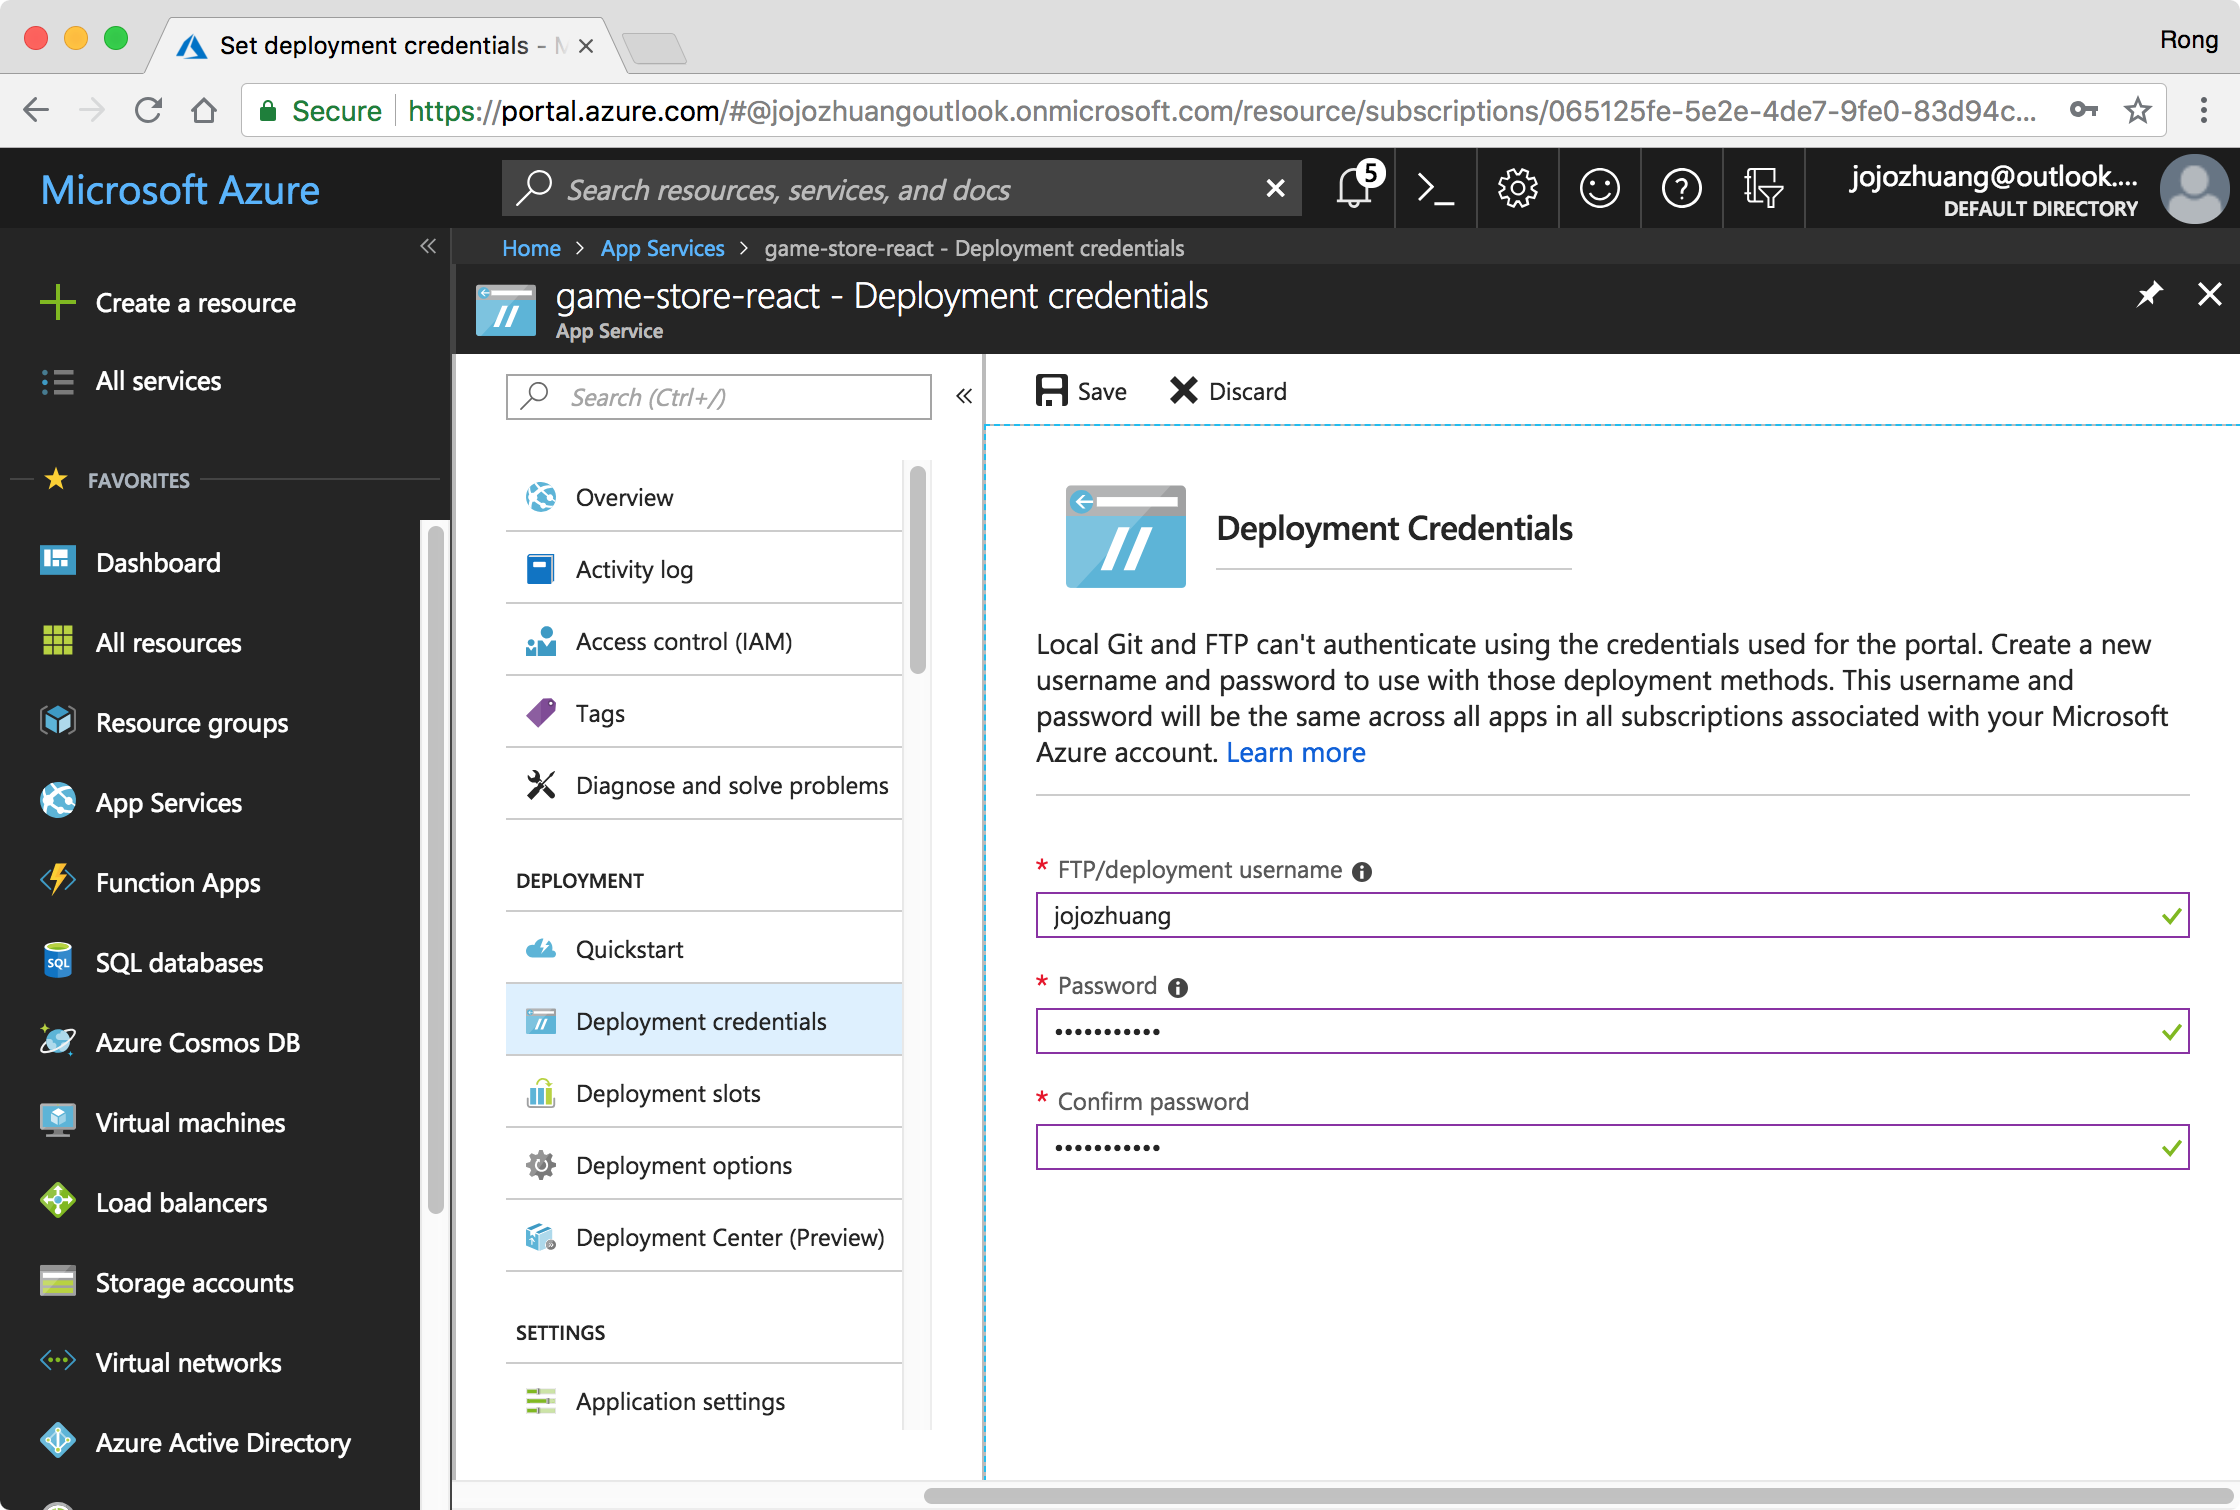 Set deployment credentials - M
Rong
Secure
https://portal.azure.com/#@jojozhuangoutlook.onmicrosoft.com/resource/subscriptions/065125fe-5e2e-4de7-9fe0-83d94c...
Microsoft Azure
Search resources, services, and docs
5
jojozhuang@outlook....
DEFAULT DIRECTORY
Home > App Services > game-store-react - Deployment credentials
game-store-react - Deployment credentials
App Service
Create a resource
All services
FAVORITES
Dashboard
All resources
Resource groups
App Services
Function Apps
SQL
SQL databases
Azure Cosmos DB
Virtual machines
Load balancers
Storage accounts
Virtual networks
Azure Active Directory
Search (Ctrl+/)
Overview
Activity log
Access control (IAM)
Tags
Diagnose and solve problems
DEPLOYMENT
Quickstart
Deployment credentials
Deployment slots
Deployment options
Deployment Center (Preview)
SETTINGS
Application settings
Save
Discard
Deployment Credentials
Local Git and FTP can't authenticate using the credentials used for the portal. Create a new
username and password to use with those deployment methods. This username and
password will be the same across all apps in all subscriptions associated with your Microsoft
Azure account. Learn more
* FTP/deployment username
jojozhuang
* Password
•••••••••••
* Confirm password
•••••••••••